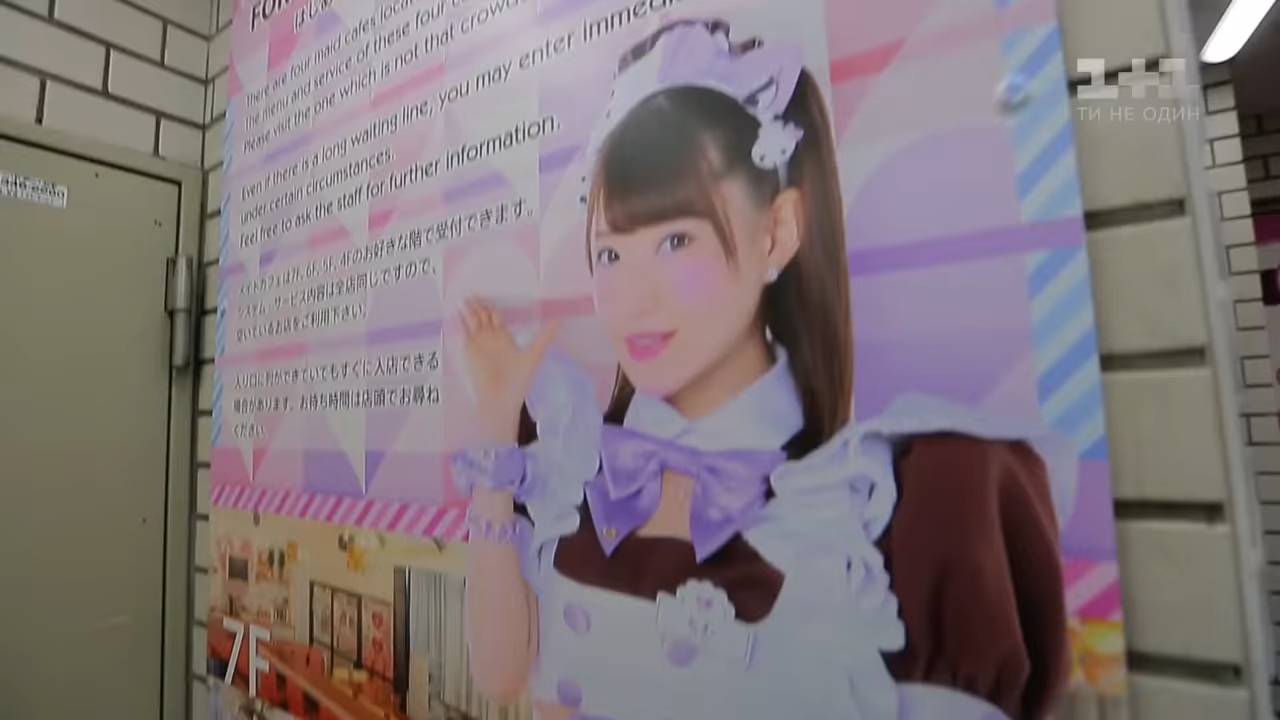 FOR
はじめ
There are four maid cafes loca
The menu and service of these four
Please visit the one which is not that crowd
Even if there is a long waiting line, you may enter immedi
under certain circumstances.
Feel free to ask the staff for further information.
メイドカフェは7F、6F、5F、4Fのお好きな階で受付できます。
システム・サービス内容は全店同じですので、
空いているお店をご利用下さい。
入り口に列ができていてもすぐに入店できる
場合があります。お待ち時間は店頭でお尋ね
ください。
7F
1+1
ТИ НЕ ОДИН